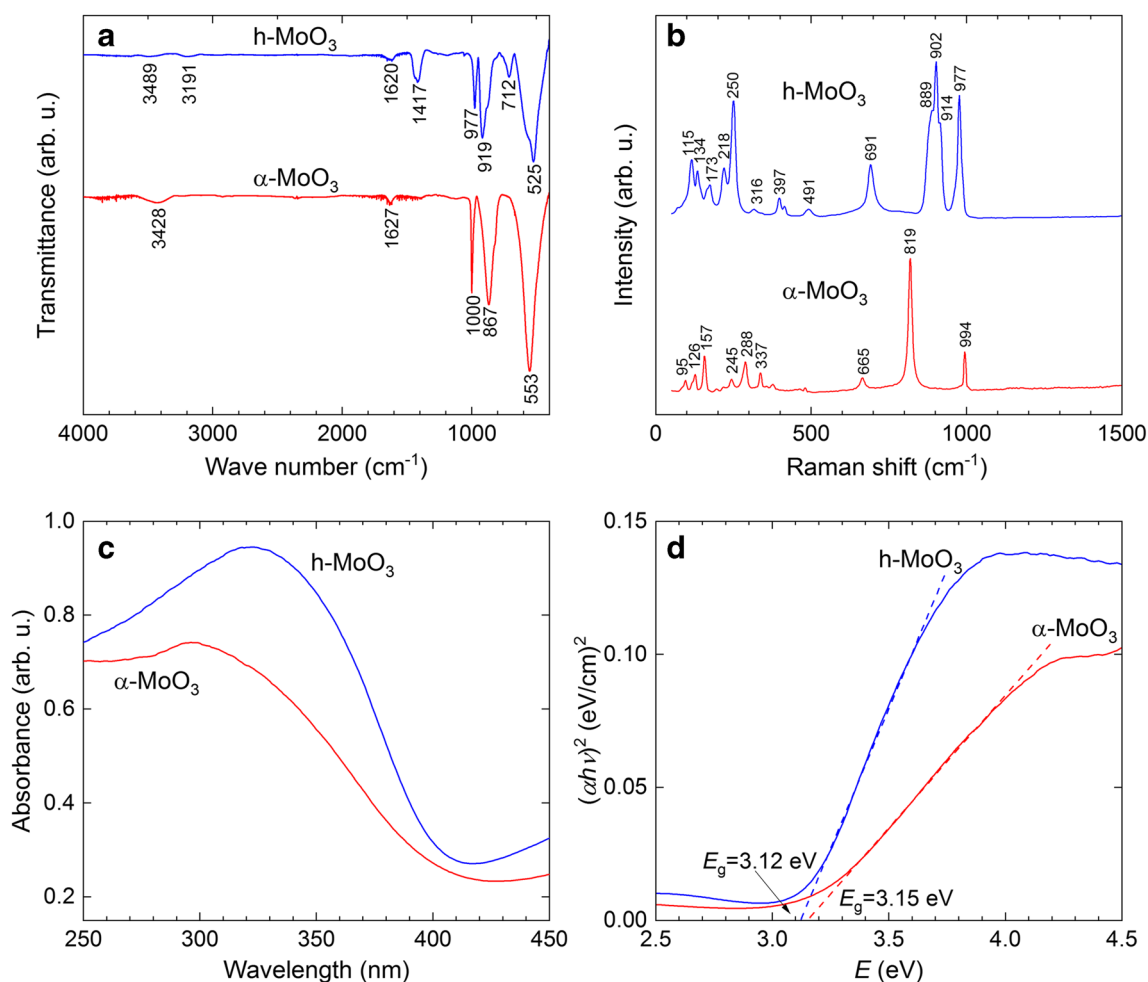 a
h-MoO₃
3489
3191
1620
1417
977
919
712
525
α-MoO₃
3428
1627
1000
867
553
Transmittance (arb. u.)
4000 3000 2000 1000
Wave number (cm⁻¹)
b
h-MoO₃
115
134
173
218
250
316
397
491
691
889
902
914
977
α-MoO₃
95
126
157
245
288
337
665
819
994
Intensity (arb. u.)
0 500 1000 1500
Raman shift (cm⁻¹)
c
h-MoO₃
α-MoO₃
Absorbance (arb. u.)
1.0
0.8
0.6
0.4
0.2
250 300 350 400 450
Wavelength (nm)
d
h-MoO₃
α-MoO₃
E_g=3.12 eV
E_g=3.15 eV
(αhν)² (eV/cm)²
0.15
0.10
0.05
0.00
2.5 3.0 3.5 4.0 4.5
E (eV)